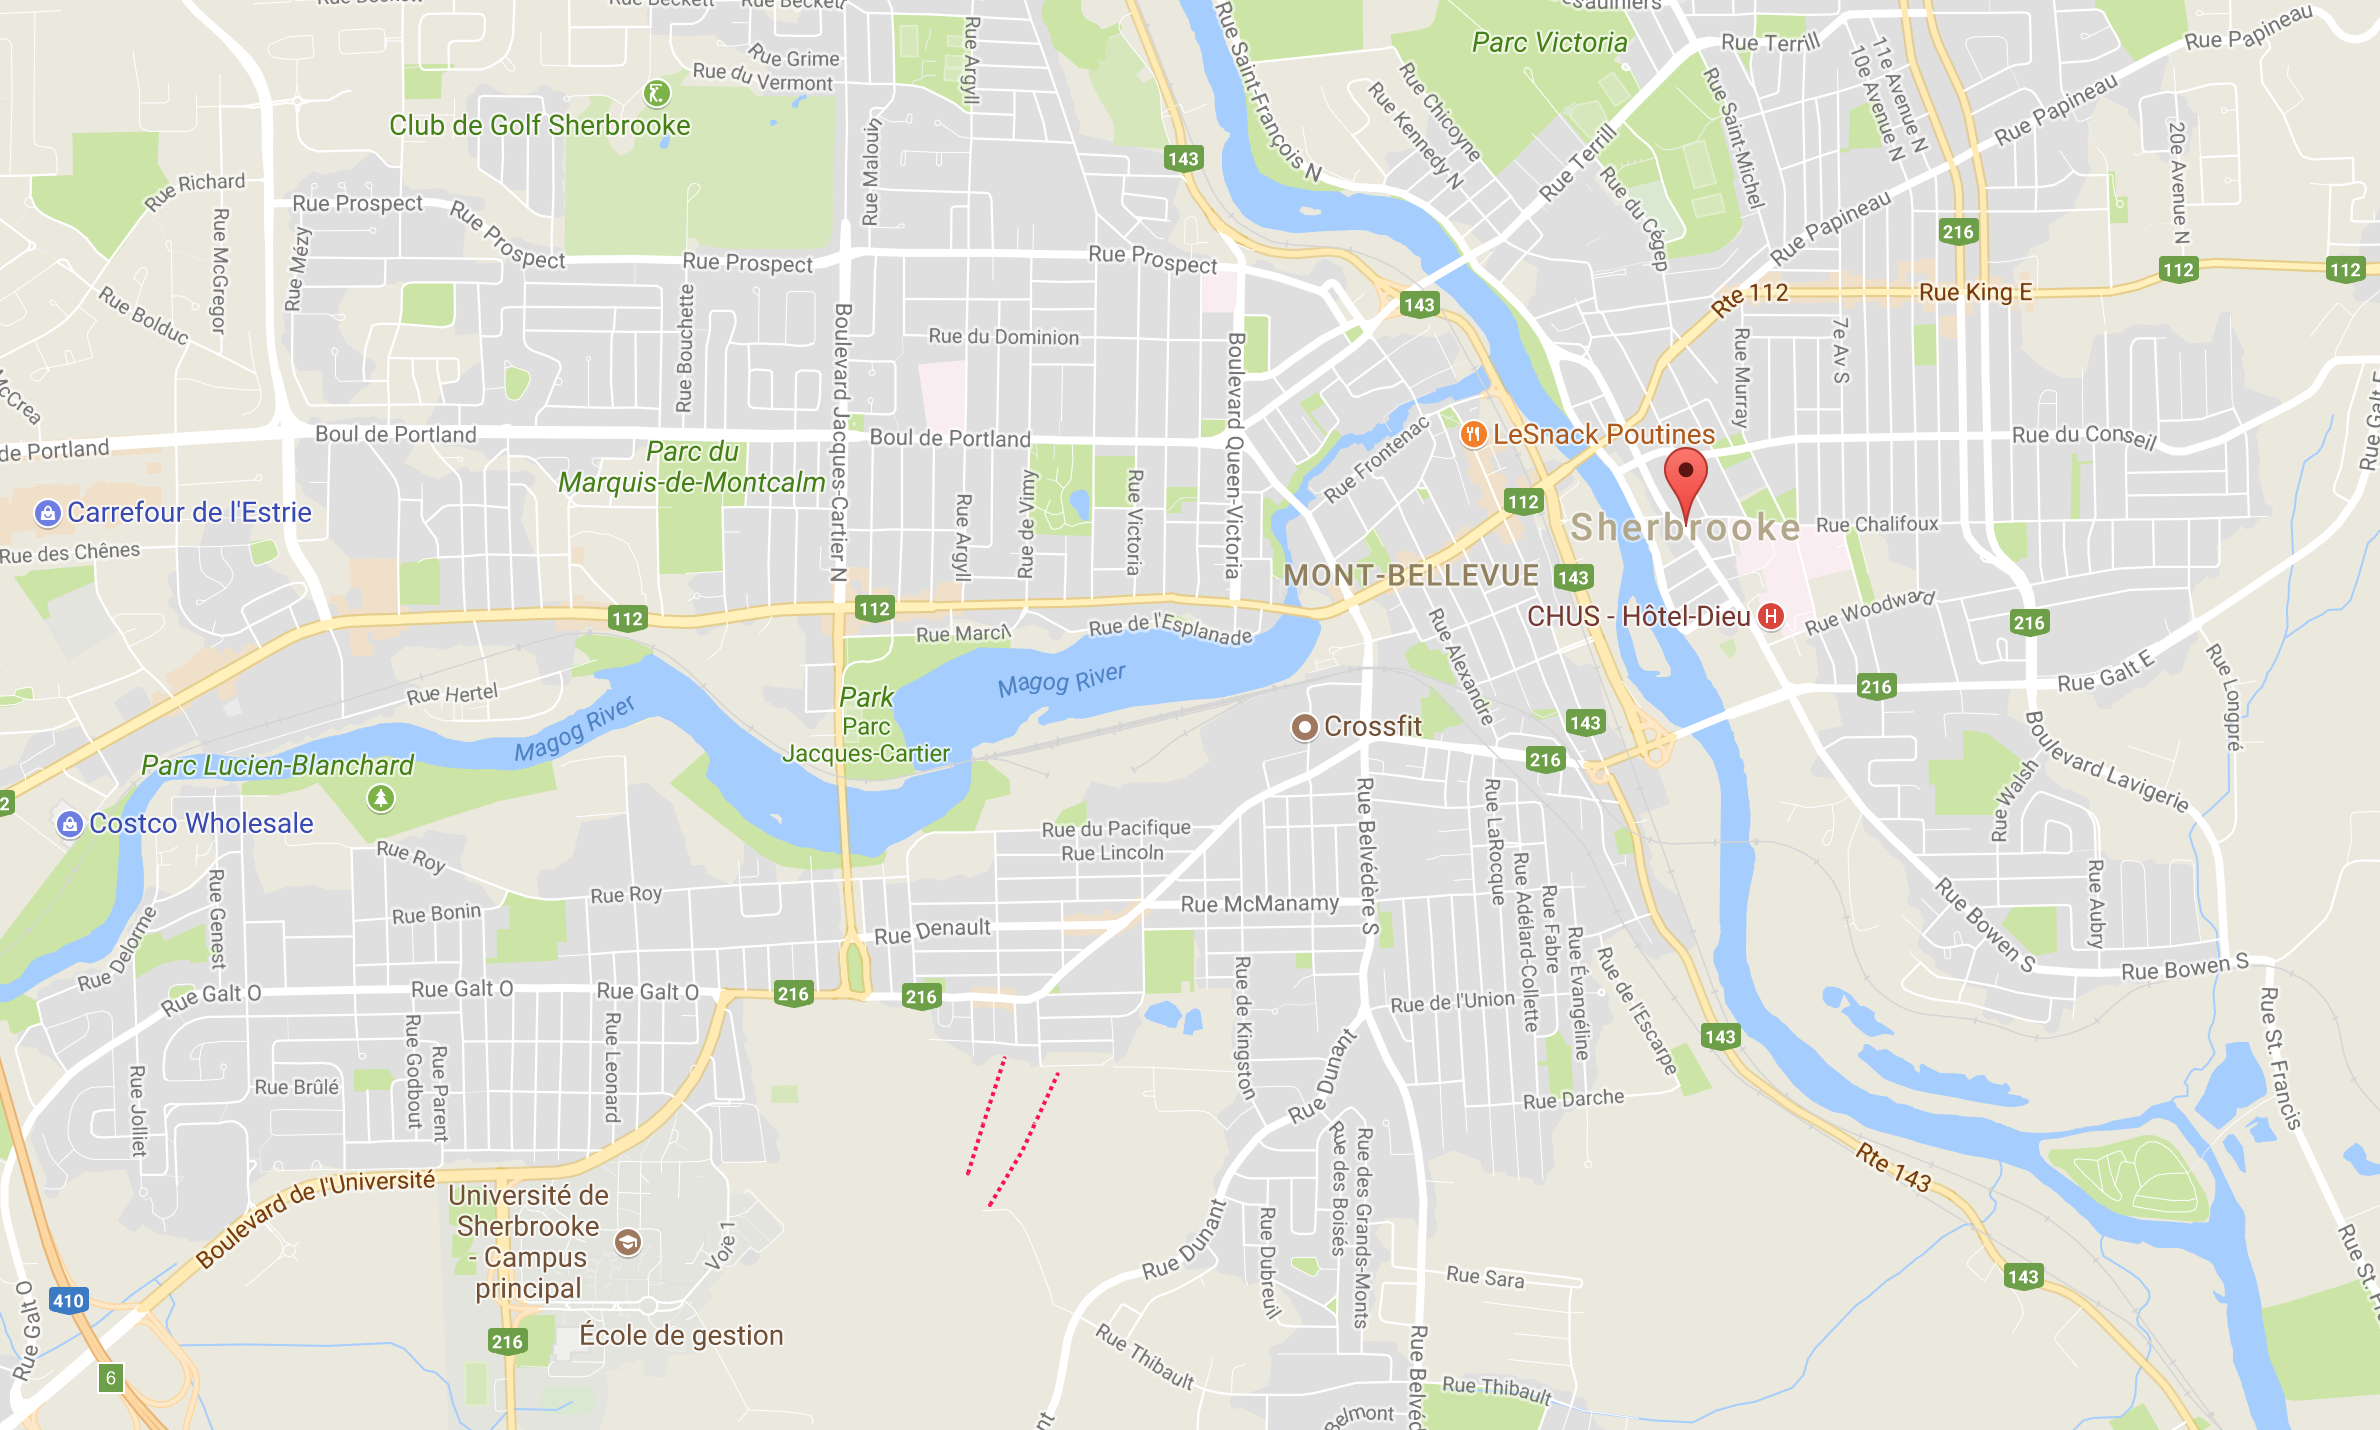 Rue Beckett
Rue Beckett
Rue Grime
Rue du Vermont
Rue Argyll
Rue Saint-François N
Parc Victoria
Rue Terrill
Rue Papineau
Rue Chicoyne
Rue Kennedy N
Rue Saint-Michel
11e Avenue N
10e Avenue N
Rue Papineau
Club de Golf Sherbrooke
Rue Malouin
143
Rue Terrill
20e Avenue N
Rue Richard
Rue Prospect
Rue Prospect
Rue McGregor
Rue Mézy
Rue du Cégep
Rue Papineau
216
Rue Prospect
Rue Prospect
112
112
Rue Bolduc
Rue Bouchette
Boulevard Jacques-Cartier N
143
Rte 112
Rue King E
Rue du Dominion
Boulevard Queen-Victoria
Rue Murray
7e Av S
McCrea
de Portland
Boul de Portland
Boul de Portland
LeSnack Poutines
Rue du Conseil
Parc du
Marquis-de-Montcalm
Rue Frontenac
Rue Argyll
Rue de Vimy
Rue Victoria
112
Carrefour de l'Estrie
Sherbrooke
Rue Chalifoux
Rue des Chênes
MONT-BELLEVUE
143
112
112
Rue Marcil
Rue de l'Esplanade
CHUS - Hôtel-Dieu
H
Rue Woodward
216
Rue Alexandre
Rue Hertel
Magog River
Magog River
Park
Parc
Jacques-Cartier
216
Rue Galt E
Rue Longpré
Crossfit
143
216
Boulevard Lavigerie
Parc Lucien-Blanchard
2
Costco Wholesale
Rue Walsh
Rue du Pacifique
Rue Lincoln
Rue Belvédère S
Rue LaRocque
Rue Roy
Rue Roy
Rue Genest
Rue Bonin
Rue Denault
Rue McManamy
Rue Adélard-Collette
Rue Fabre
Rue Évangéline
Rue Aubry
Rue Bowen S
Rue Bowen S
Rue Delorme
Rue Galt O
Rue Galt O
Rue Galt O
216
216
Rue de Kingston
Rue de l'Union
Rue de l'Escarpe
143
Rue St. Francis
Rue Godbout
Rue Parent
Rue Leonard
Rue Jolliet
Rue Brûlé
Rue Dunant
Rue Darche
Rue des Boisés
Rue des Grands-Monts
Rte 143
Boulevard de l'Université
Université de
Sherbrooke
- Campus
principal
Voie 1
Rue Dunant
Rue Dubreuil
Rue Sara
143
410
Rue Galt O
216
École de gestion
Rue Thibault
6
Rue Thibault
Belmont